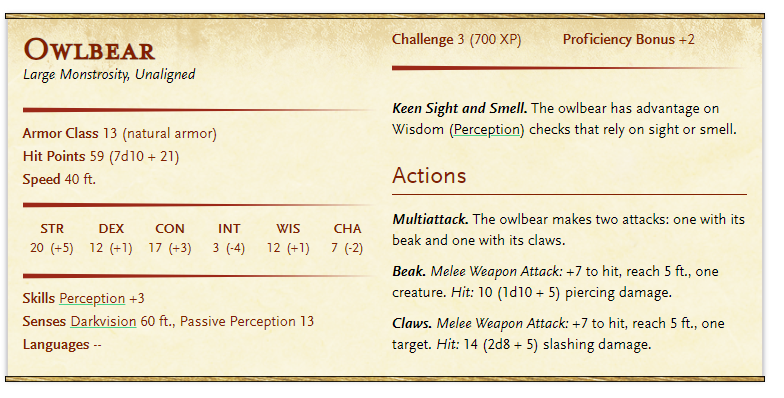 Owlbear
Large Monstrosity, Unaligned
Armor Class 13 (natural armor)
Hit Points 59 (7d10 + 21)
Speed 40 ft.
STR DEX CON INT WIS CHA
20 (+5) 12 (+1) 17 (+3) 3 (-4) 12 (+1) 7 (-2)
Skills Perception +3
Senses Darkvision 60 ft., Passive Perception 13
Languages --
Challenge 3 (700 XP) Proficiency Bonus +2
Keen Sight and Smell. The owlbear has advantage on
Wisdom (Perception) checks that rely on sight or smell.
Actions
Multiattack. The owlbear makes two attacks: one with its
beak and one with its claws.
Beak. Melee Weapon Attack: +7 to hit, reach 5 ft., one
creature. Hit: 10 (1d10 + 5) piercing damage.
Claws. Melee Weapon Attack: +7 to hit, reach 5 ft., one
target. Hit: 14 (2d8 + 5) slashing damage.